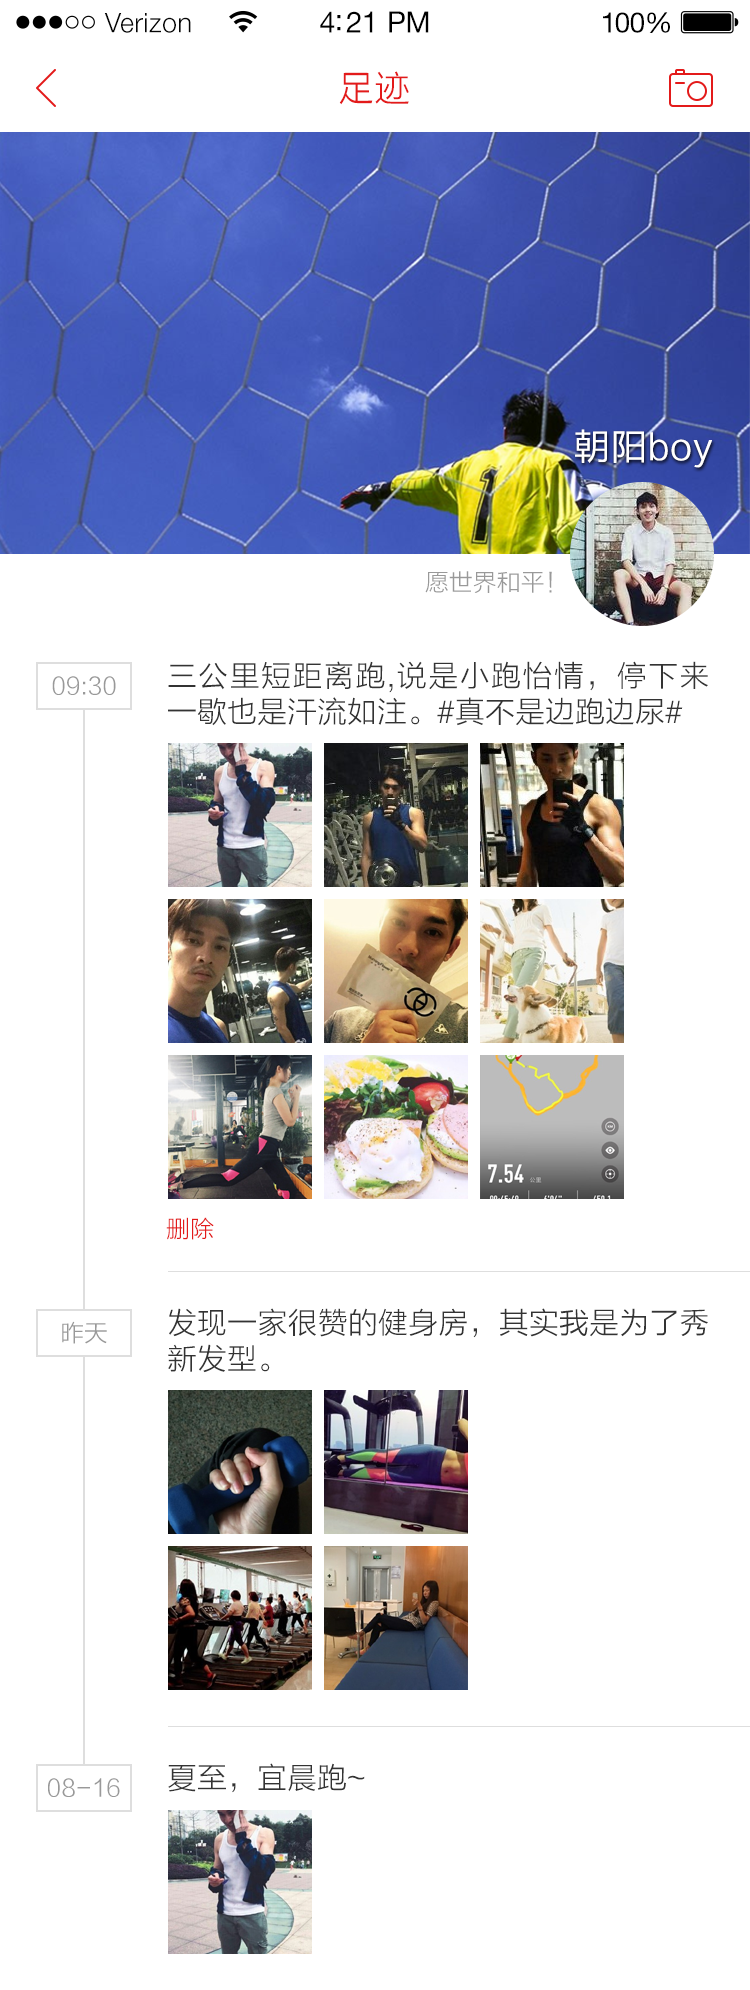 Verizon
4:21 PM
100%
足迹
1
朝阳boy
愿世界和平!
09:30
三公里短距离跑,说是小跑怡情，停下来
一歇也是汗流如注。#真不是边跑边尿#
7.54 公里
删除
昨天
发现一家很赞的健身房，其实我是为了秀
新发型。
08-16
夏至，宜晨跑~